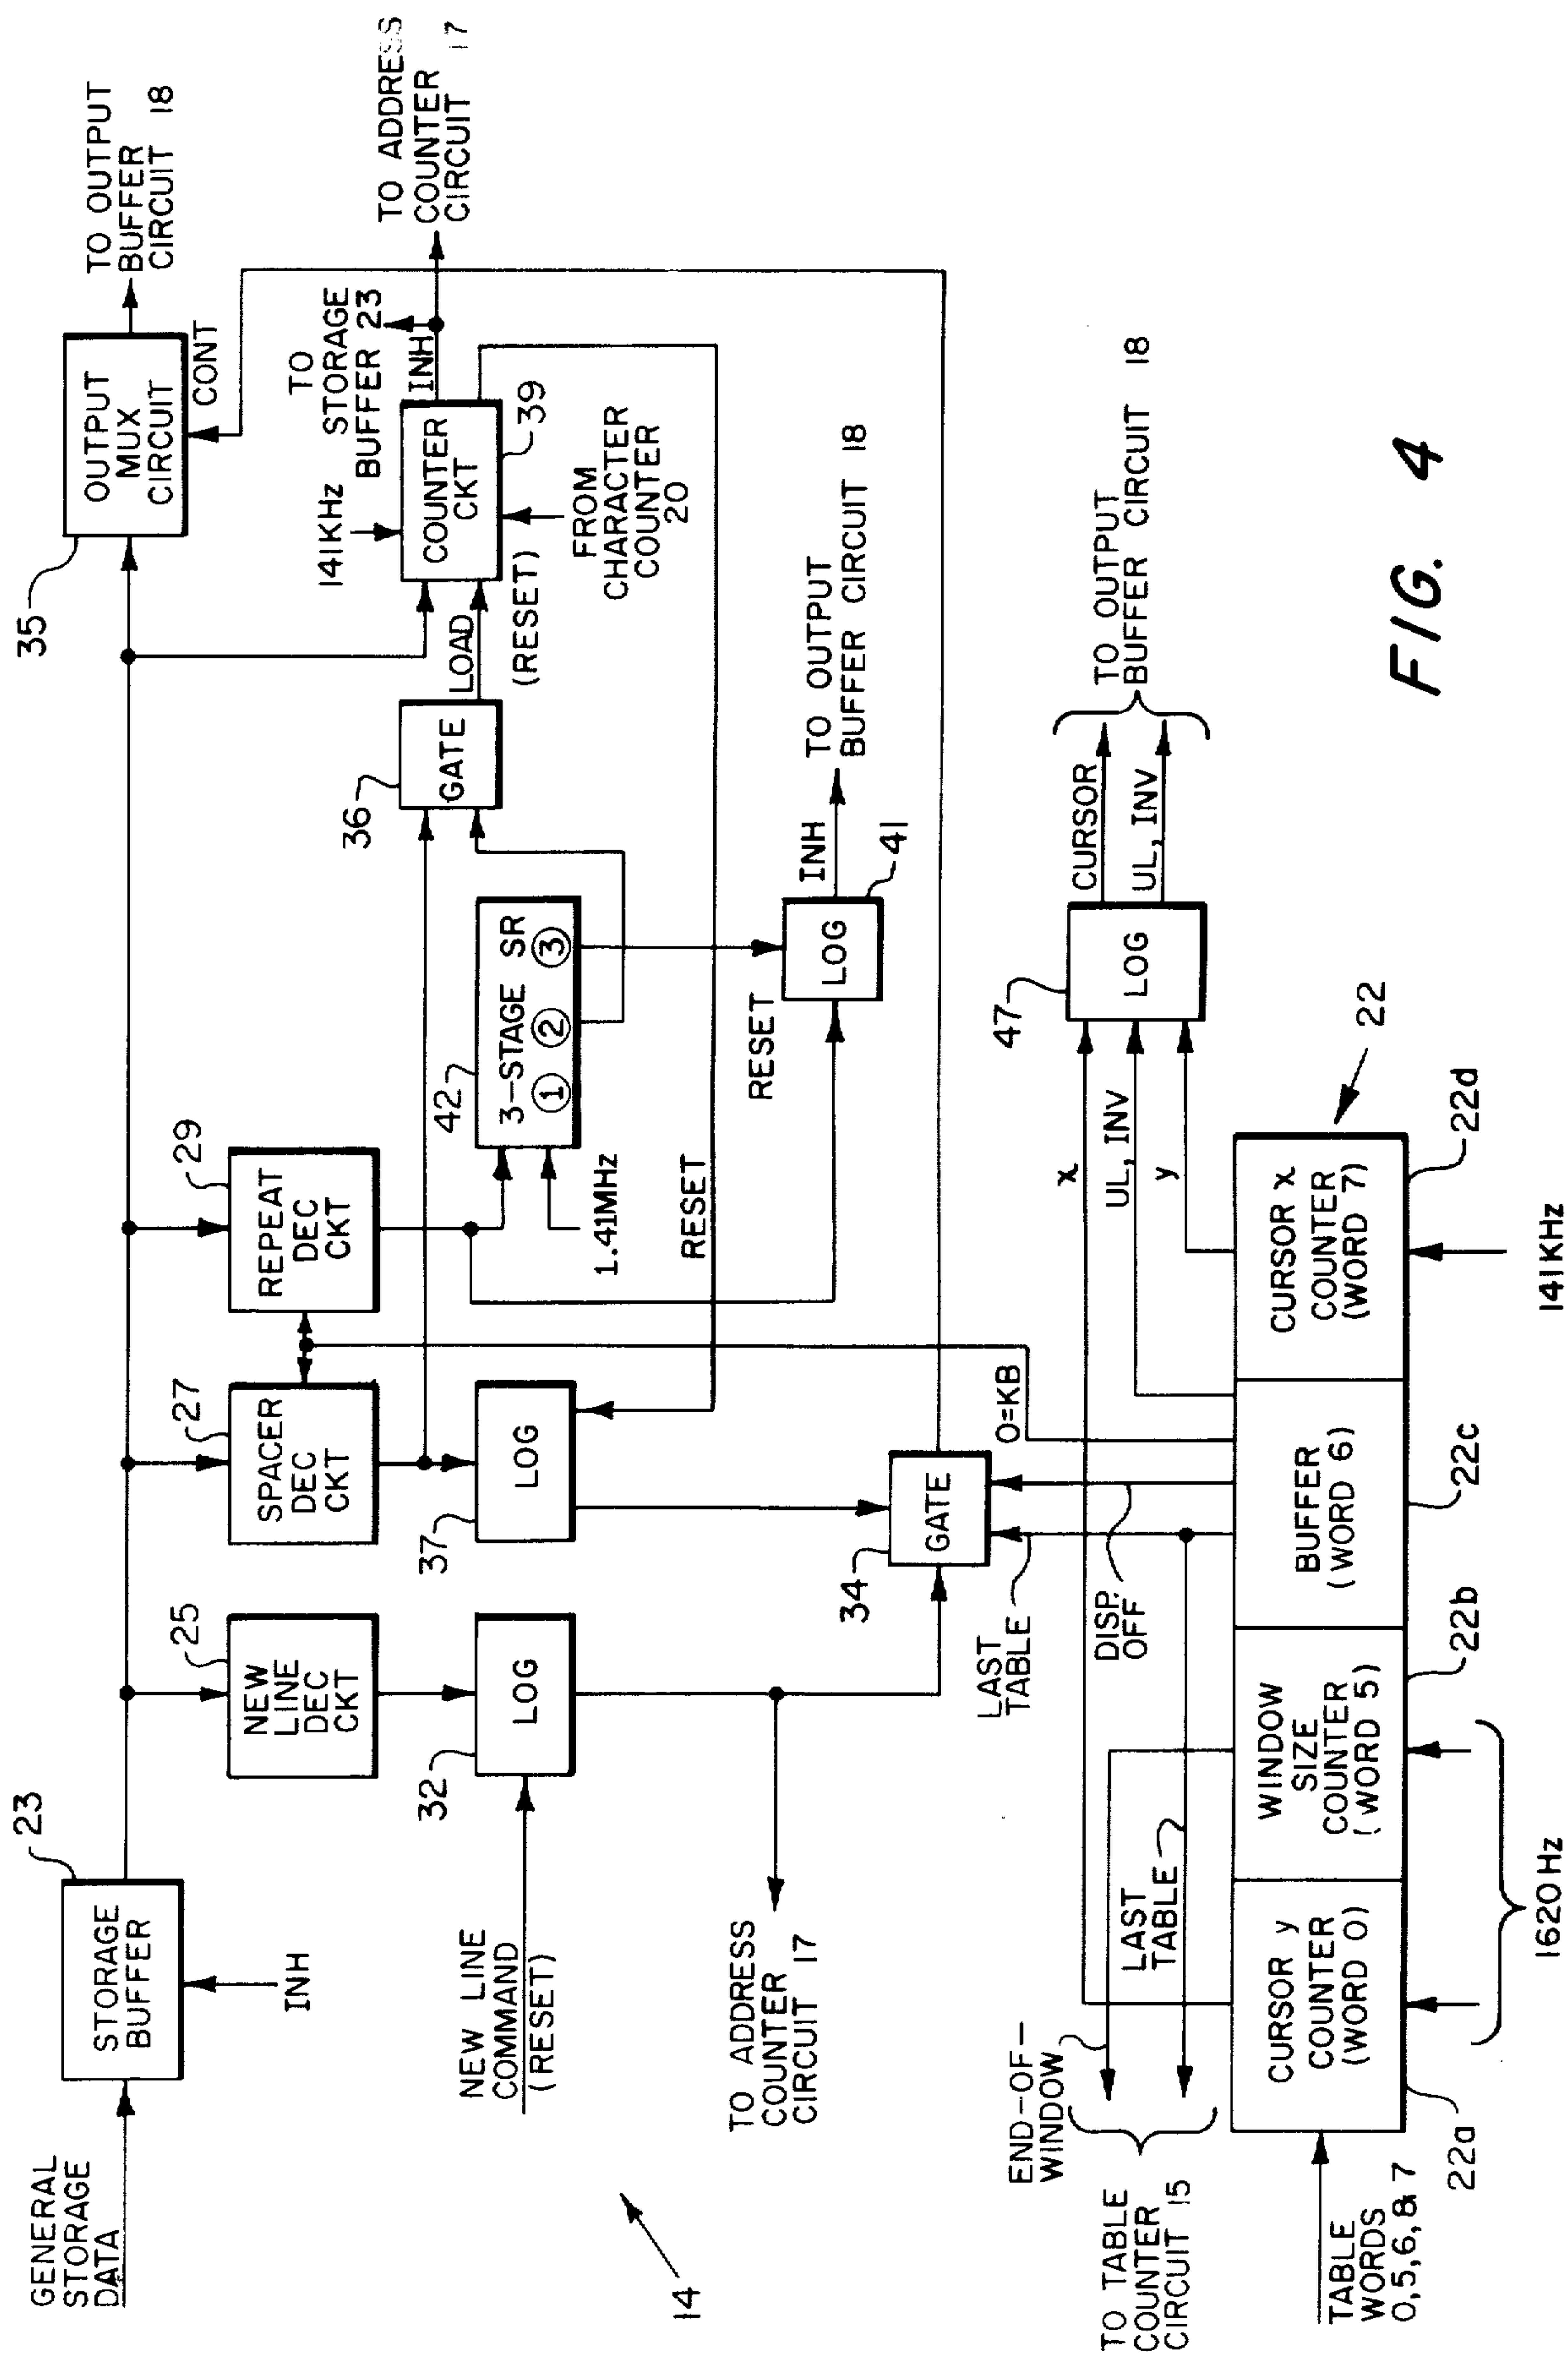 GENERAL
STORAGE
DATA
23
STORAGE
BUFFER
INH
25
NEW
LINE
DEC
CKT
27
SPACER
DEC
CKT
29
REPEAT
DEC
CKT
35
OUTPUT
MUX
CIRCUIT
CONT
TO OUTPUT
BUFFER
CIRCUIT 18
NEW LINE
COMMAND
(RESET)
32
LOG
37
LOG
42
3-STAGE SR
1 2 3
1.41MHz
RESET
36
GATE
LOAD
(RESET)
141KHz
COUNTER
CKT
39
FROM
CHARACTER
COUNTER
20
INH
TO
STORAGE
BUFFER 23
TO ADDRESS
COUNTER
CIRCUIT 17
TO ADDRESS
COUNTER
CIRCUIT 17
34
GATE
LAST
TABLE
DISP.
OFF
O=KB
RESET
LOG
41
INH
TO OUTPUT
BUFFER CIRCUIT 18
14
END-OF-
WINDOW
TO TABLE
COUNTER
CIRCUIT 15
LAST
TABLE
x
UL, INV
y
47
LOG
CURSOR
UL, INV
TO OUTPUT
BUFFER CIRCUIT 18
TABLE
WORDS
0,5,6,& 7
22a
CURSOR y
COUNTER
(WORD 0)
WINDOW
SIZE
COUNTER
(WORD 5)
22b
BUFFER
(WORD 6)
22c
CURSOR x
COUNTER
(WORD 7)
22d
22
1620Hz
141KHz
FIG. 4